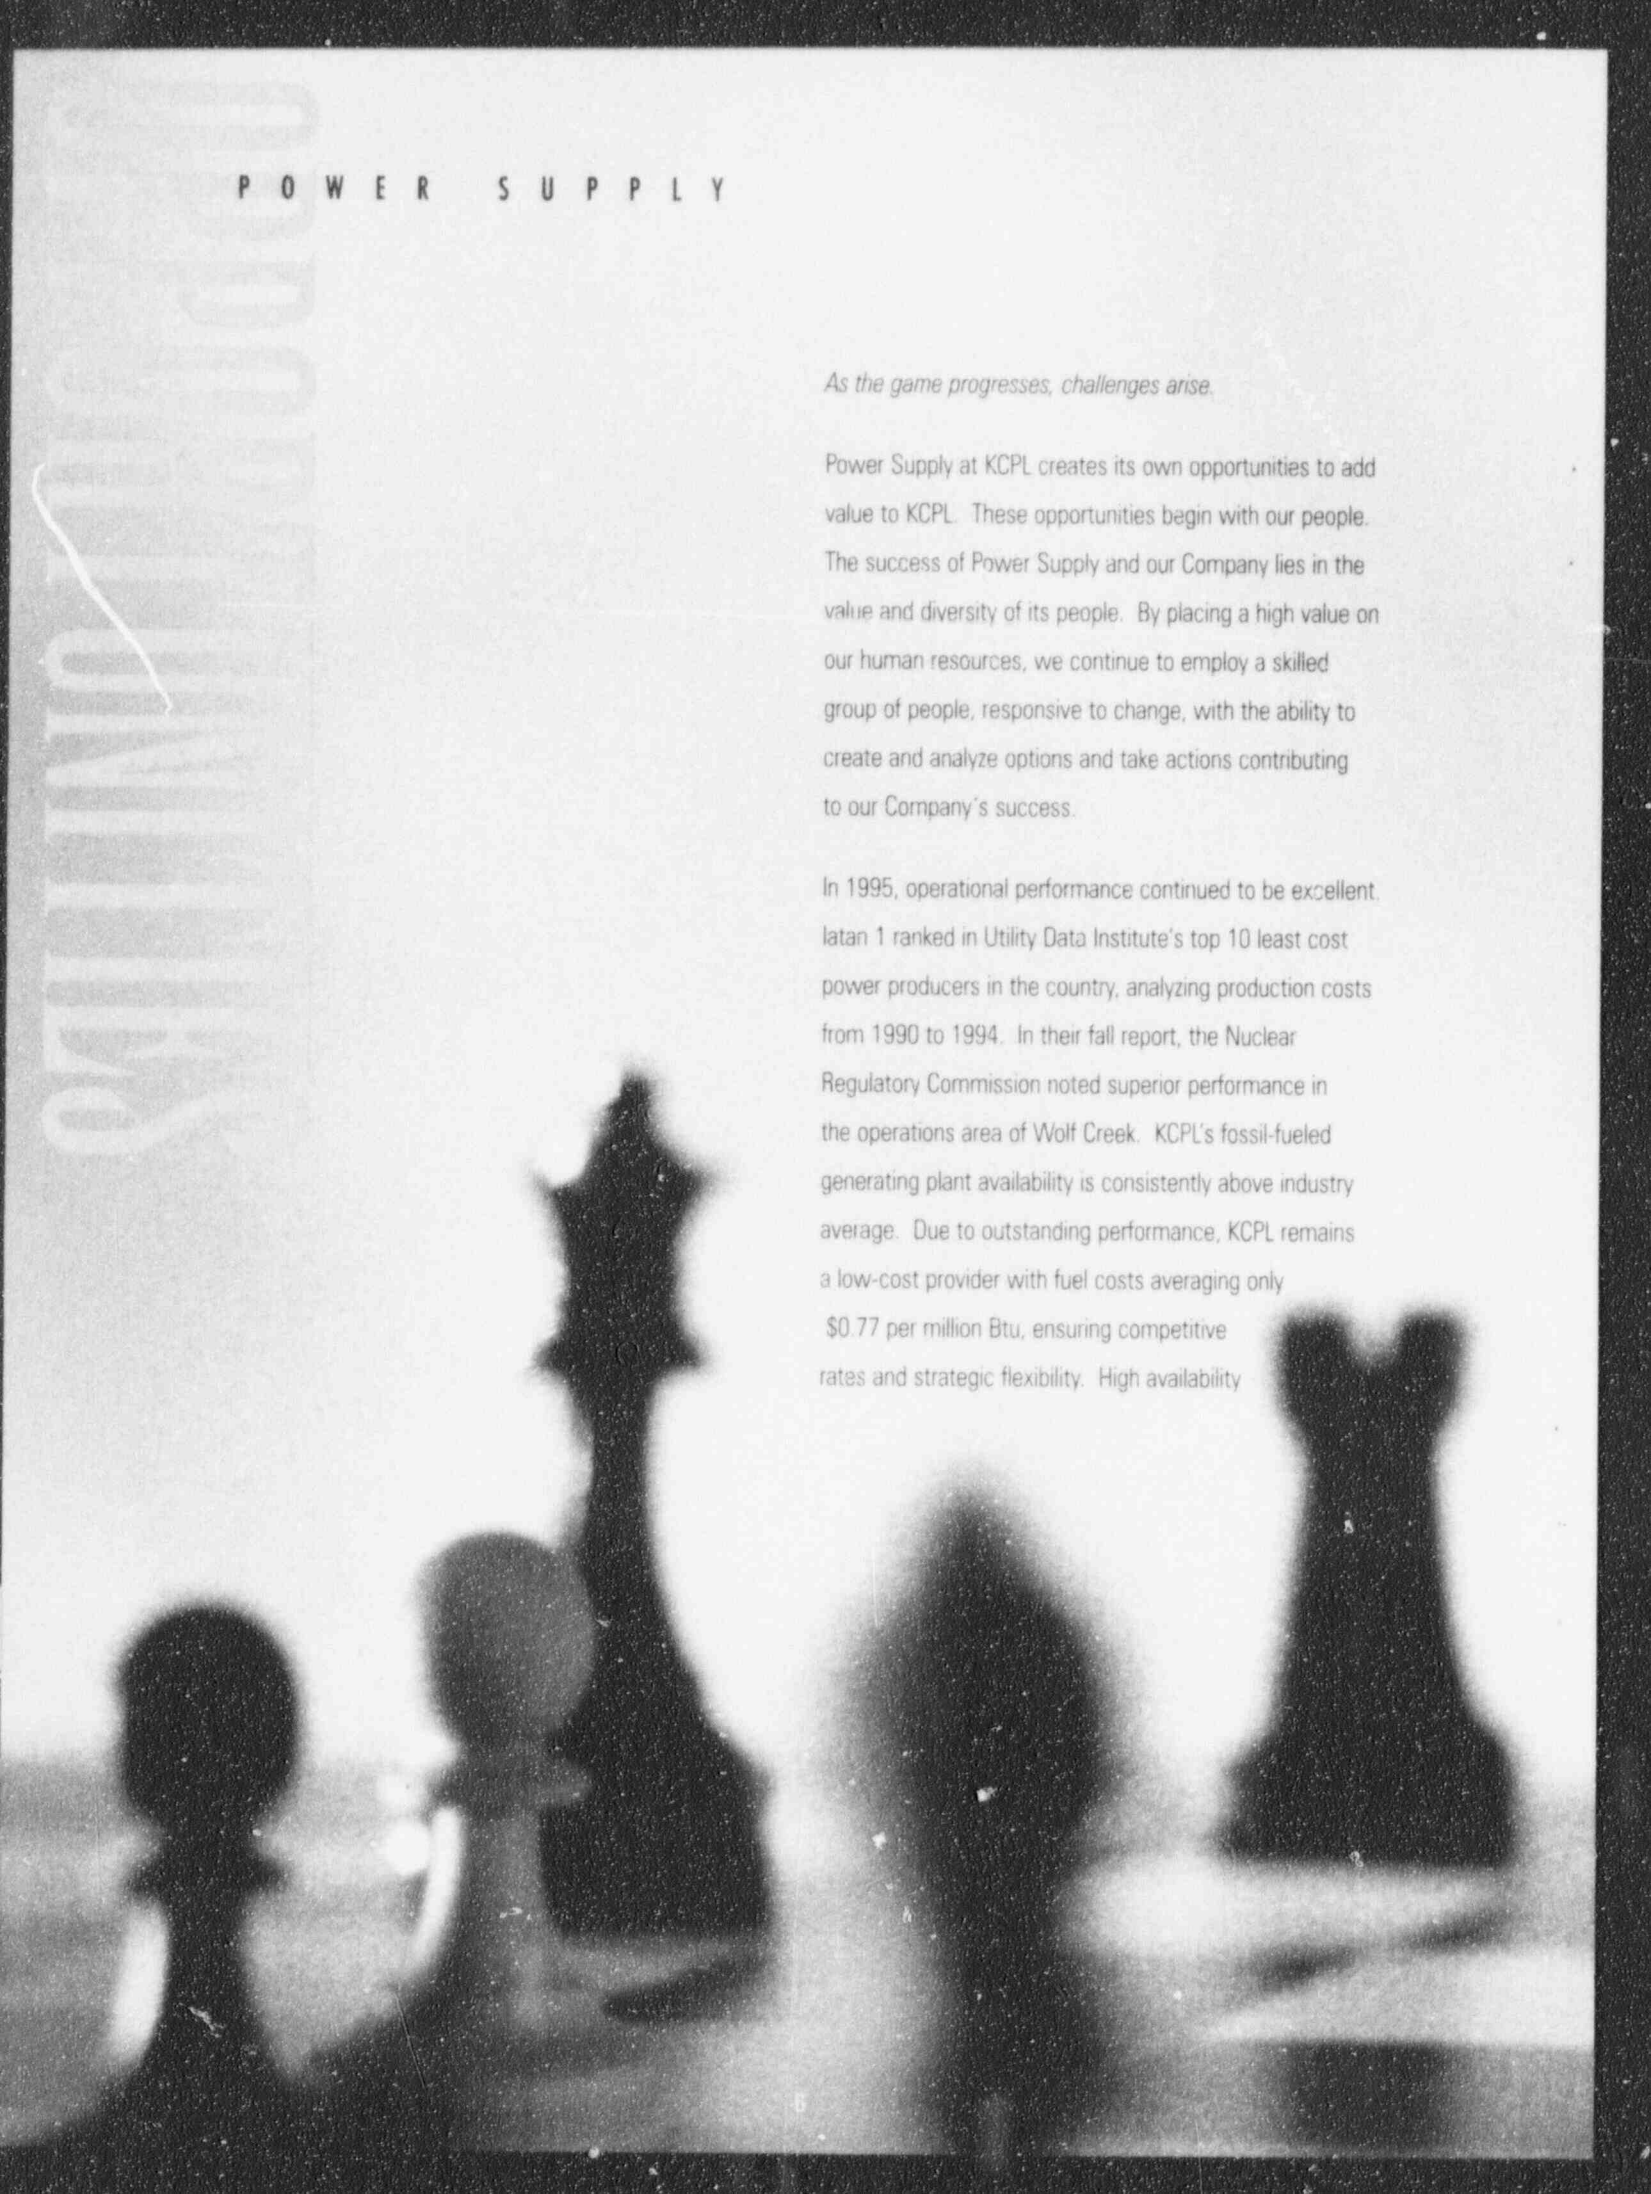 OPPORTUNITIES
POWER SUPPLY
As the game progresses, challenges arise.
Power Supply at KCPL creates its own opportunities to add
value to KCPL. These opportunities begin with our people.
The success of Power Supply and our Company lies in the
value and diversity of its people. By placing a high value on
our human resources, we continue to employ a skilled
group of people, responsive to change, with the ability to
create and analyze options and take actions contributing
to our Company's success.
In 1995, operational performance continued to be excellent.
Iatan 1 ranked in Utility Data Institute's top 10 least cost
power producers in the country, analyzing production costs
from 1990 to 1994. In their fall report, the Nuclear
Regulatory Commission noted superior performance in
the operations area of Wolf Creek. KCPL's fossil-fueled
generating plant availability is consistently above industry
average. Due to outstanding performance, KCPL remains
a low-cost provider with fuel costs averaging only
$0.77 per million Btu, ensuring competitive
rates and strategic flexibility. High availability
6